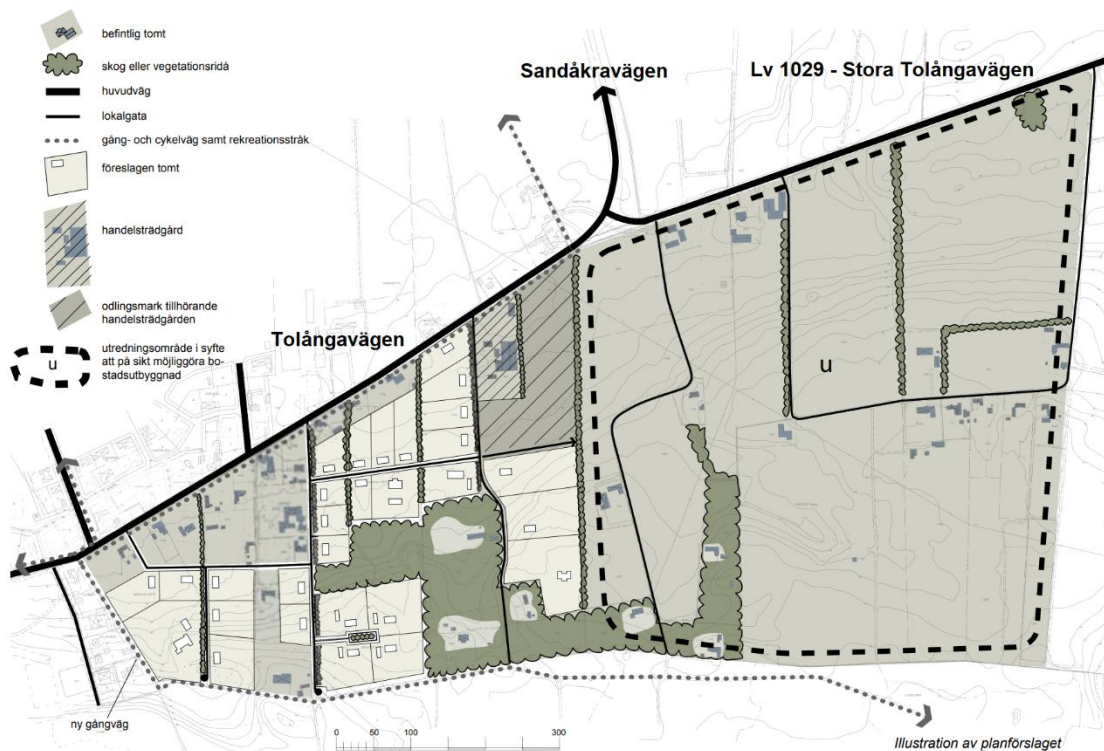 befintlig tomt
skog eller vegetationsridå
huvudväg
lokalgata
gång- och cykelväg samt rekreationsstråk
föreslagen tomt
handelsträdgård
odlingsmark tillhörande
handelsträdgården
u
utredningsområde i syfte
att på sikt möjliggöra bo-
stadsutbyggnad
Sandåkravägen
Lv 1029 - Stora Tolångavägen
Tolångavägen
u
ny gångväg
0 50 100 300
Illustration av planförslaget